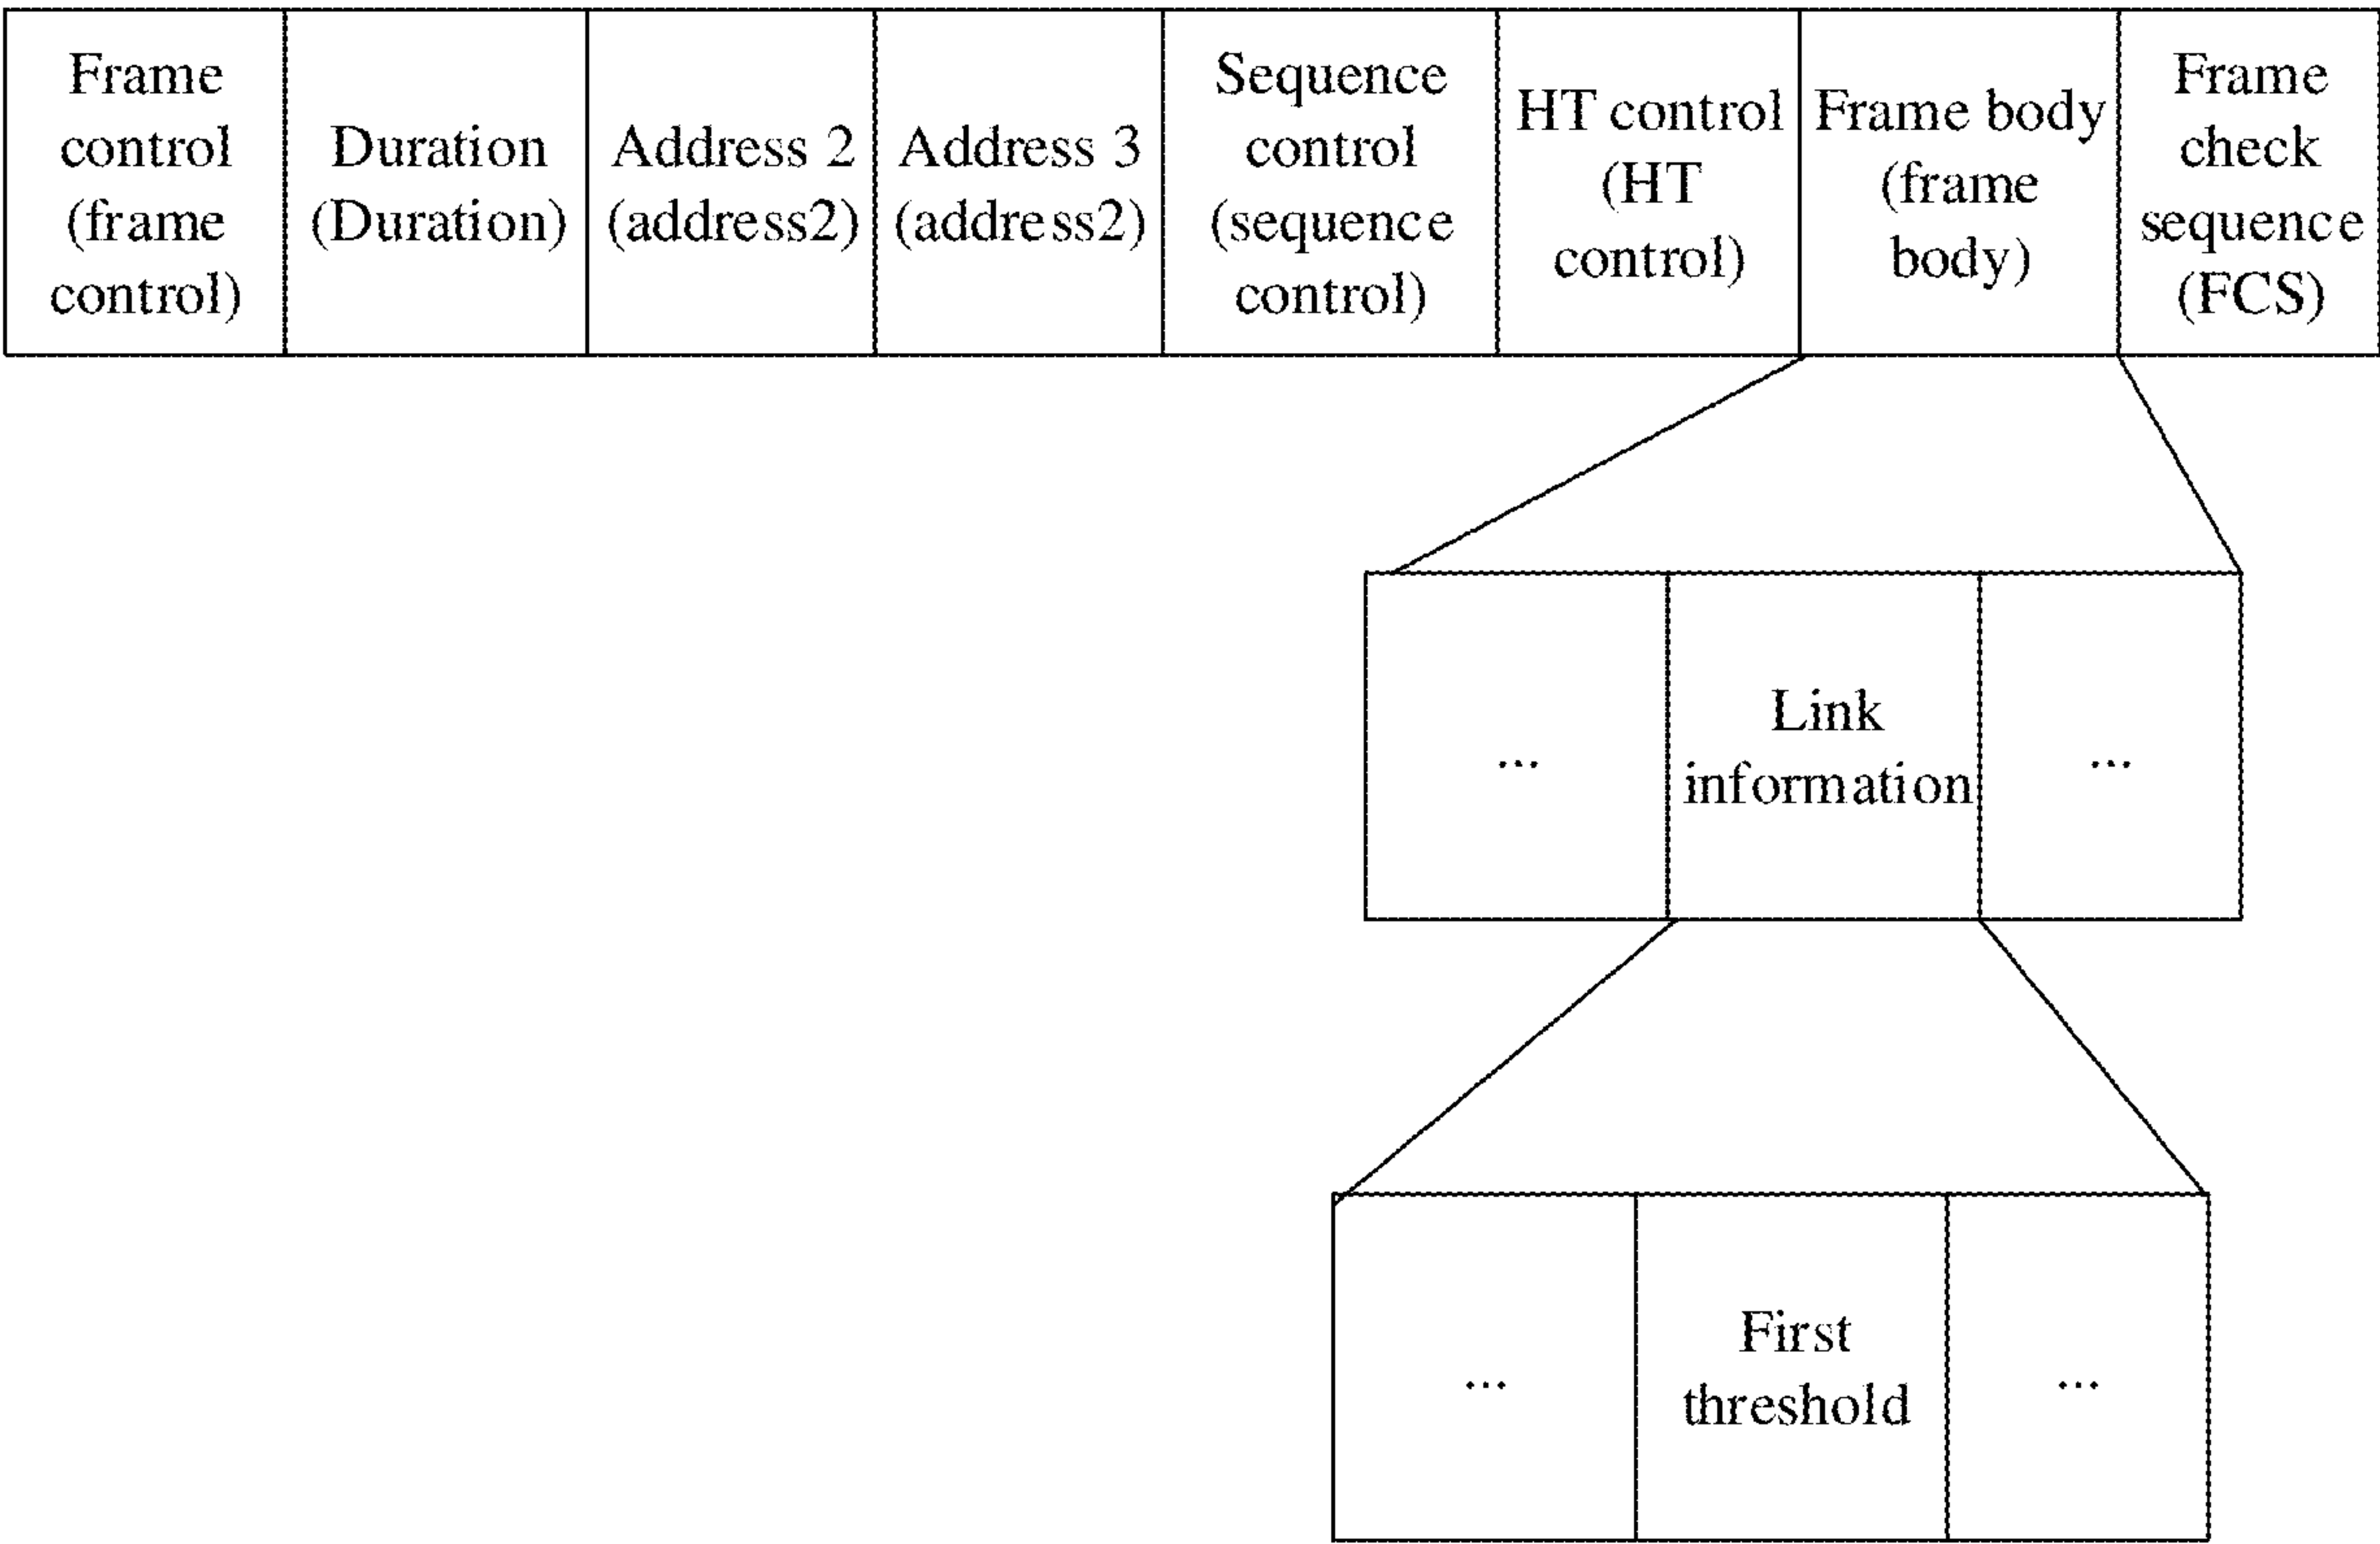 Frame
control
(frame
control)
Duration
(Duration)
Address 2
(address2)
Address 3
(address2)
Sequence
control
(sequence
control)
HT control
(HT
control)
Frame body
(frame
body)
Frame
check
sequence
(FCS)
...
Link
information
...
...
First
threshold
...